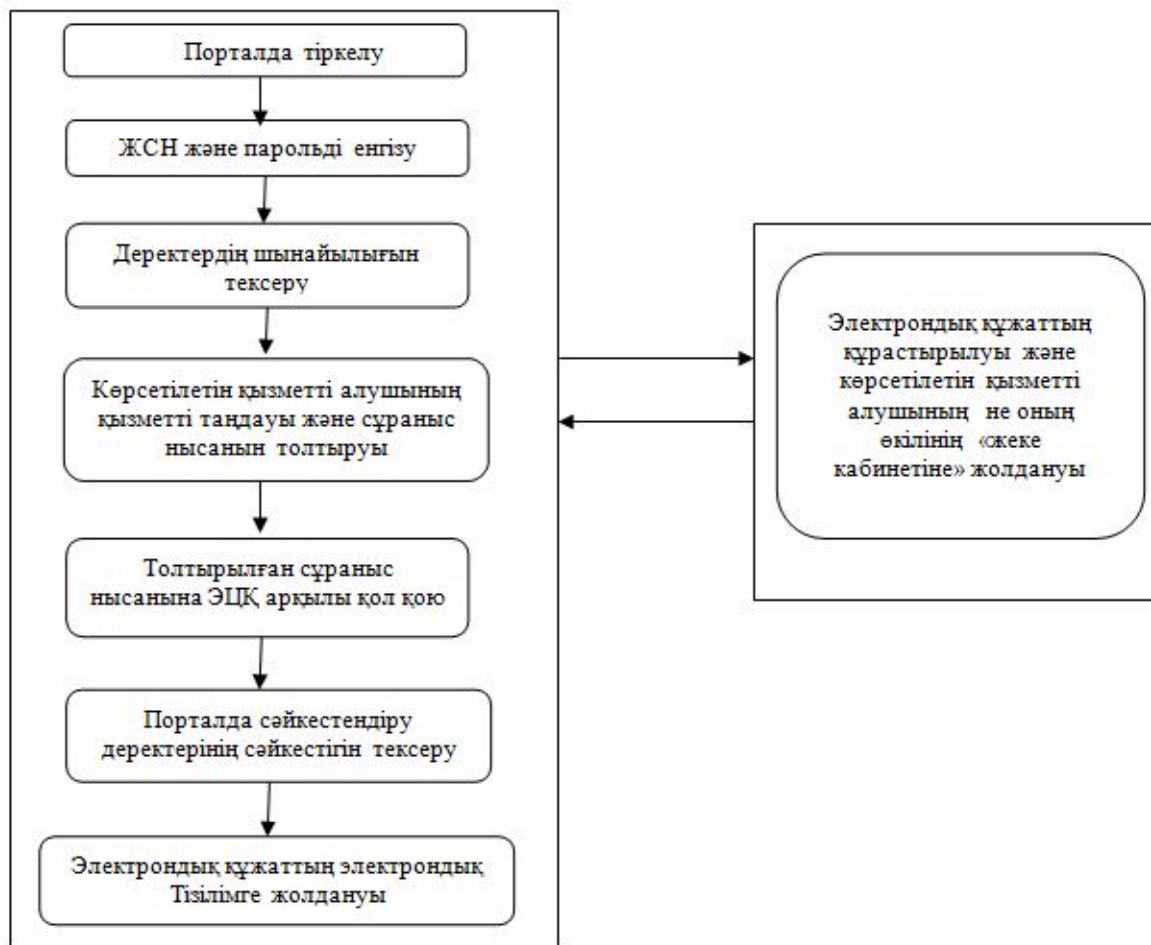 Порталда тіркелу
ЖСН және парольді енгізу
Деректердің шынайылығын
тексеру
Көрсетілетін қызметті алушының
қызметті таңдауы және сұраныс
нысанын толтыруы
Толтырылған сұраныс
нысанына ЭЦҚ арқылы қол қою
Порталда сәйкестендіру
деректерінің сәйкестігін тексеру
Электрондық құжаттың электрондық
Тізілімге жолдануы
Электрондық құжаттың
құрастырылуы және
көрсетілетін қызметті
алушының не оның
өкілінің «жеке
кабинетіне» жолдануы